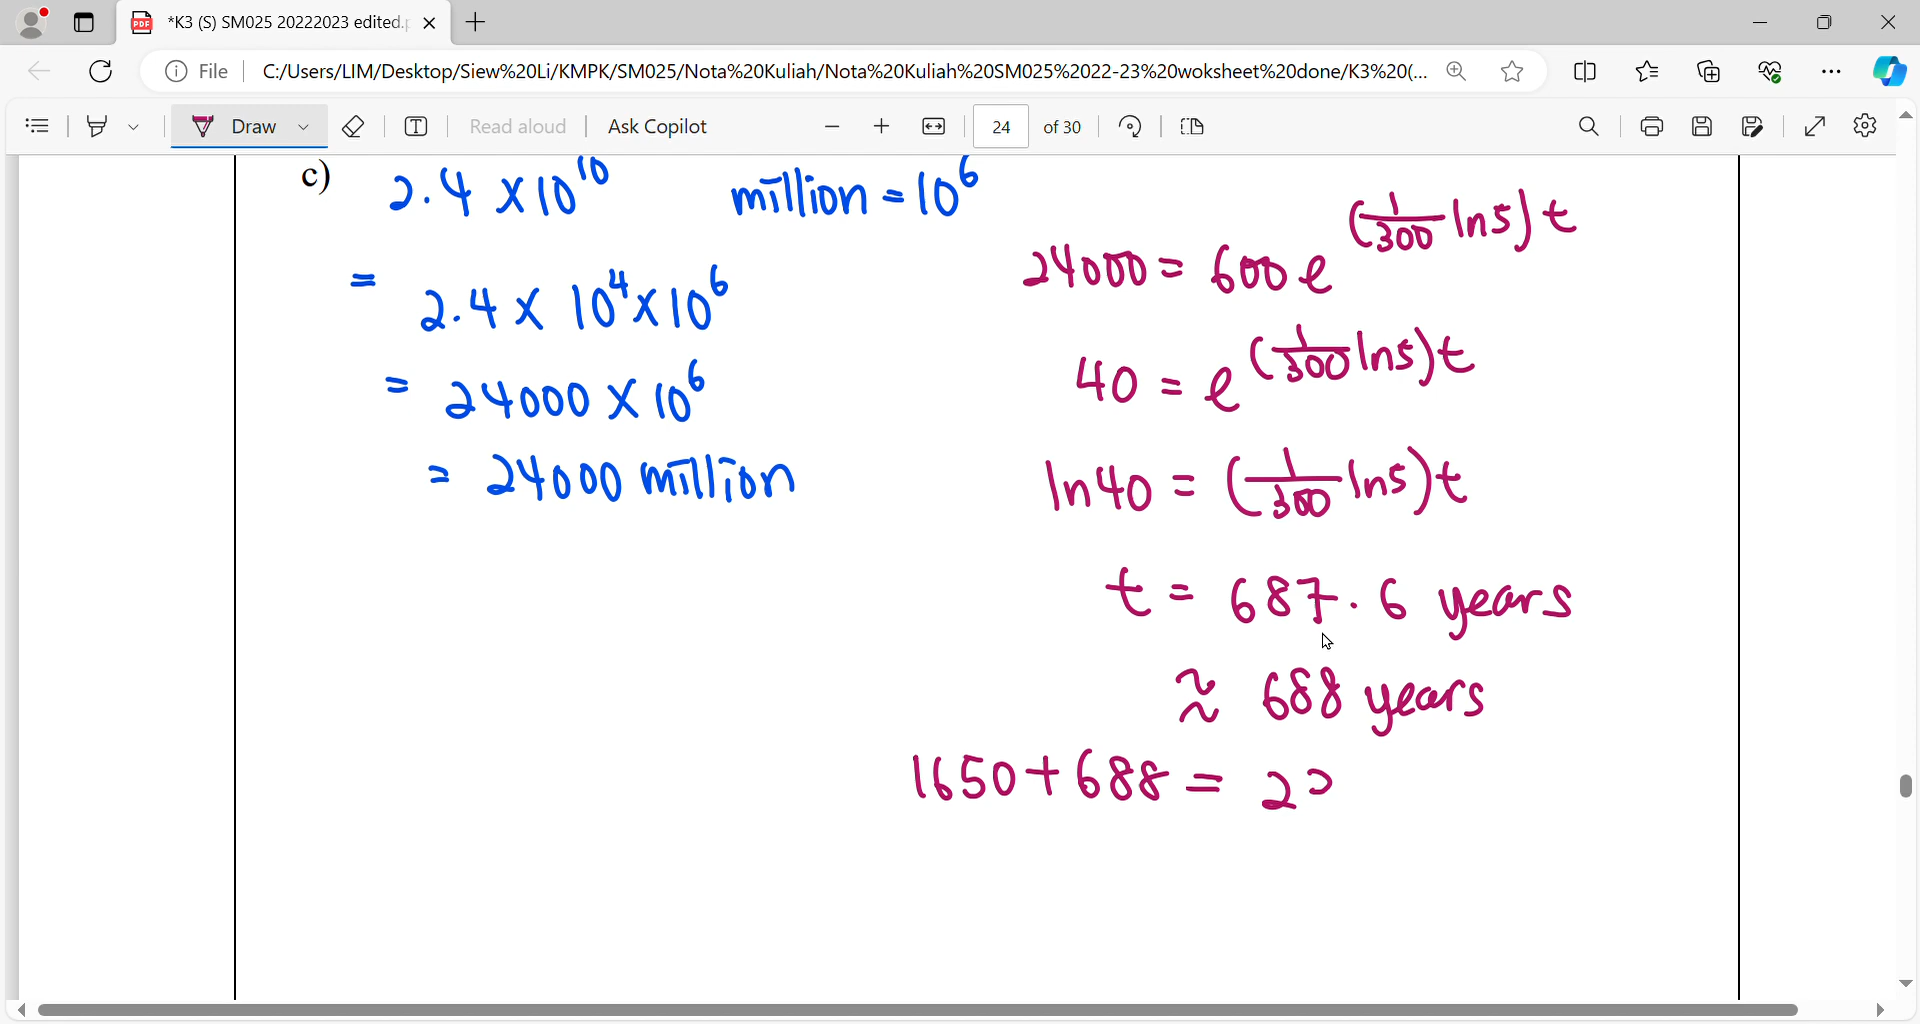 *K3 (S) SM025 20222023 edited.p
File
C:/Users/LIM/Desktop/Siew%20Li/KMPK/SM025/Nota%20Kuliah/Nota%20Kuliah%20SM025%2022-23%20woksheet%20done/K3%20(...
Draw
Read aloud
Ask Copilot
24 of 30
c)
2.4 × 10^10
million = 10^6
= 2.4 × 10^4 × 10^6
= 24000 × 10^6
= 24000 million
24000 = 600 e^(1/300 ln5)t
40 = e^(1/300 ln5)t
ln40 = (1/300 ln5)t
t = 687.6 years
≈ 688 years
1650 + 688 = 2